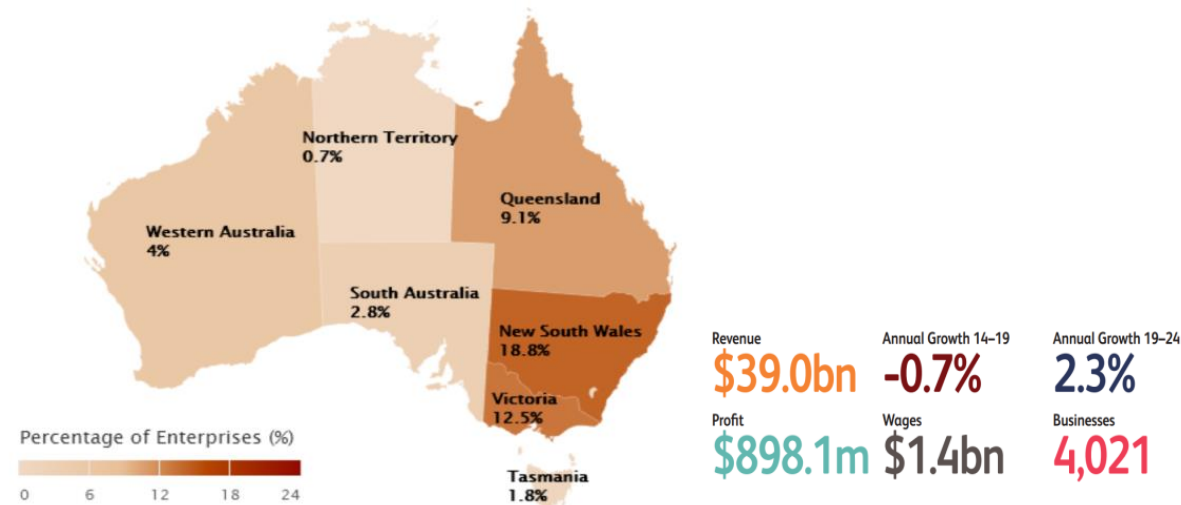 Northern Territory
0.7%
Queensland
9.1%
Western Australia
4%
South Australia
2.8%
New South Wales
18.8%
Victoria
12.5%
Tasmania
1.8%
Percentage of Enterprises (%)
0 6 12 18 24
Revenue
$39.0bn
Annual Growth 14–19
-0.7%
Annual Growth 19–24
2.3%
Profit
$898.1m
Wages
$1.4bn
Businesses
4,021